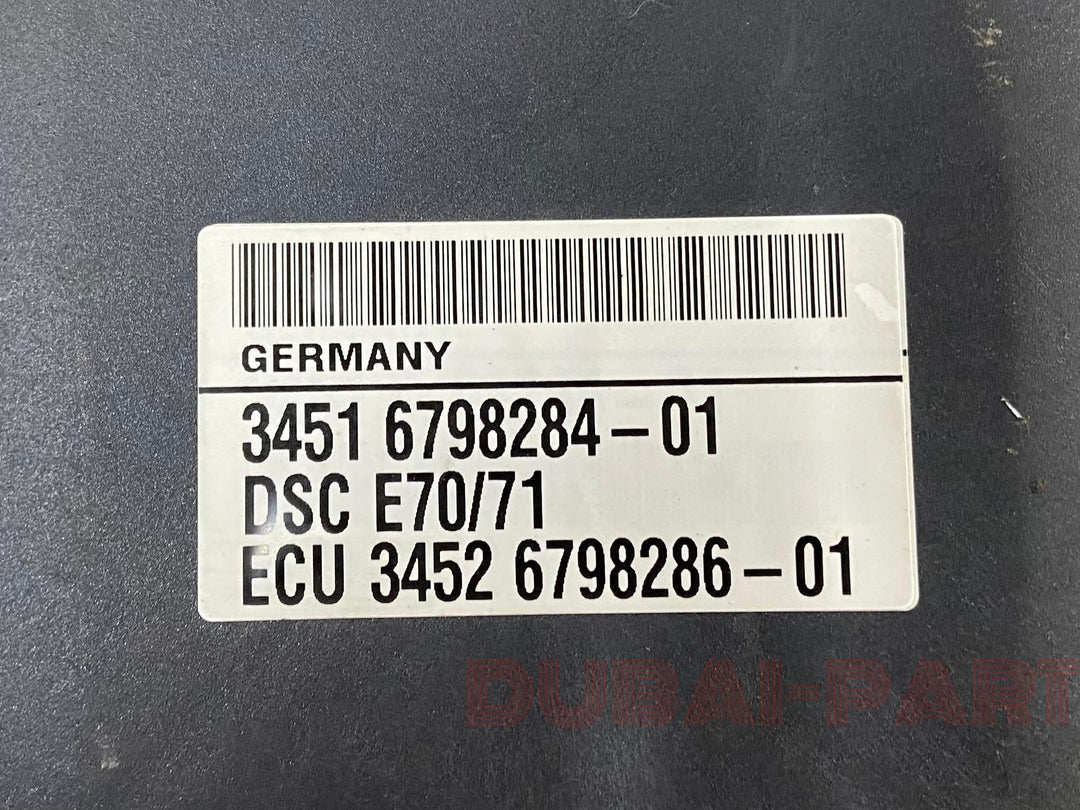 GERMANY
3451 6798284-01
DSC E70/71
ECU 3452 6798286-01
DUBAI-PART